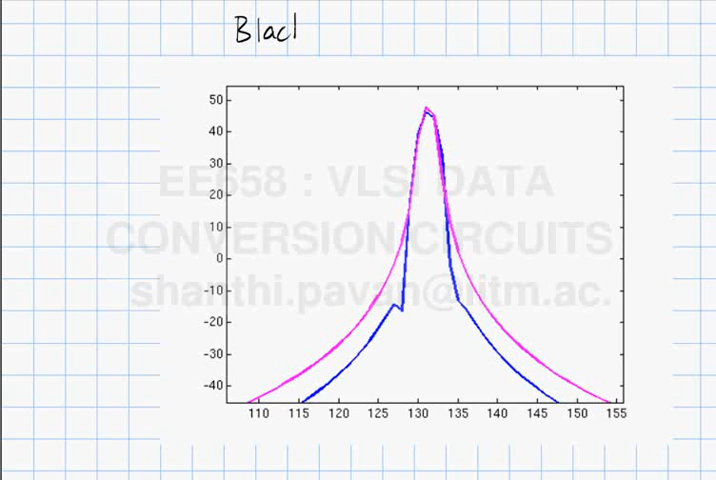 Blacl
EE658 : VLSI DATA
CONVERSION CIRCUITS
shanthi.pavan@iitm.ac.
50
40
30
20
10
0
-10
-20
-30
-40
110 115 120 125 130 135 140 145 150 155